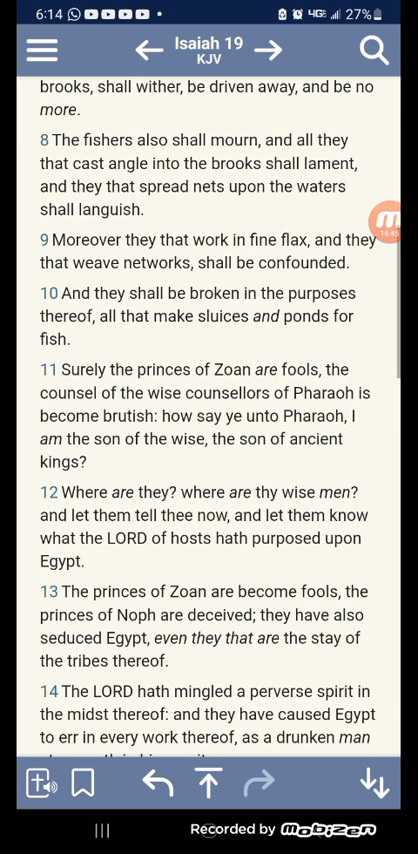 6:14 4GE 27%
Isaiah 19
KJV
brooks, shall wither, be driven away, and be no
more.
8 The fishers also shall mourn, and all they
that cast angle into the brooks shall lament,
and they that spread nets upon the waters
shall languish.
16:45
9 Moreover they that work in fine flax, and they
that weave networks, shall be confounded.
10 And they shall be broken in the purposes
thereof, all that make sluices and ponds for
fish.
11 Surely the princes of Zoan are fools, the
counsel of the wise counsellors of Pharaoh is
become brutish: how say ye unto Pharaoh, I
am the son of the wise, the son of ancient
kings?
12 Where are they? where are thy wise men?
and let them tell thee now, and let them know
what the LORD of hosts hath purposed upon
Egypt.
13 The princes of Zoan are become fools, the
princes of Noph are deceived; they have also
seduced Egypt, even they that are the stay of
the tribes thereof.
14 The LORD hath mingled a perverse spirit in
the midst thereof: and they have caused Egypt
to err in every work thereof, as a drunken man
Recorded by mobizen